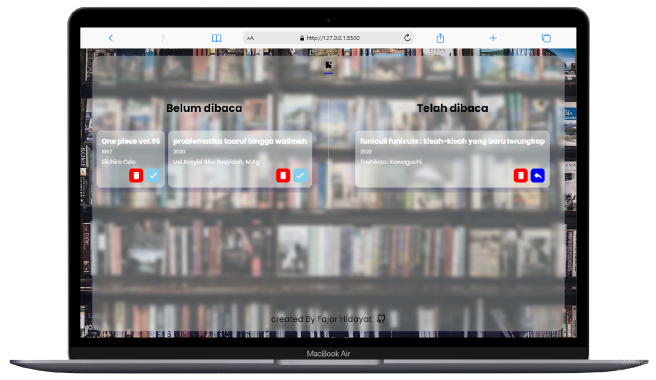 AA
http://127.0.0.1:5500
Belum dibaca
Telah dibaca
One piece vol.55
1997
Eiichiro Oda
problematika taaruf hingga walimah
2020
Ust.Rasyid Abu Rosyidah, M.Ag
funiculi funicula : kisah-kisah yang baru terungkap
2022
Toshikazu Kawaguchi
created By Fajar Hidayat
MacBook Air